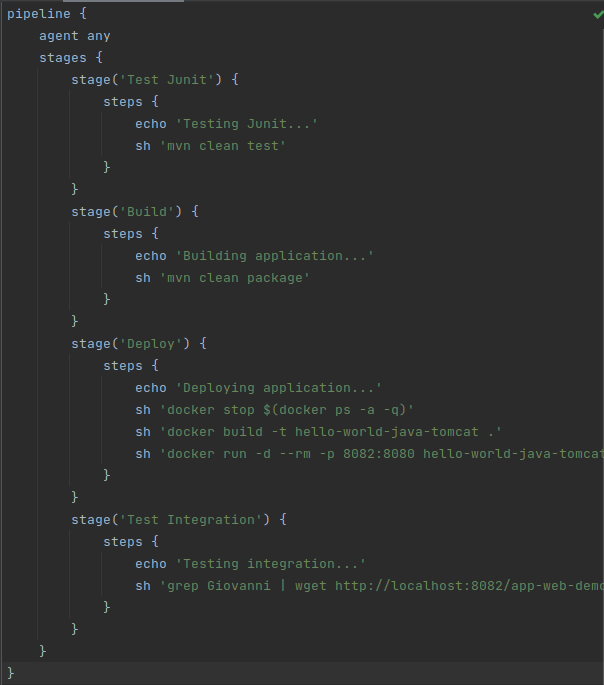 pipeline {
    agent any
    stages {
        stage('Test Junit') {
            steps {
                echo 'Testing Junit...'
                sh 'mvn clean test'
            }
        }
        stage('Build') {
            steps {
                echo 'Building application...'
                sh 'mvn clean package'
            }
        }
        stage('Deploy') {
            steps {
                echo 'Deploying application...'
                sh 'docker stop $(docker ps -a -q)'
                sh 'docker build -t hello-world-java-tomcat .'
                sh 'docker run -d --rm -p 8082:8080 hello-world-java-tomcat
            }
        }
        stage('Test Integration') {
            steps {
                echo 'Testing integration...'
                sh 'grep Giovanni | wget http://localhost:8082/app-web-demo
            }
        }
    }
}